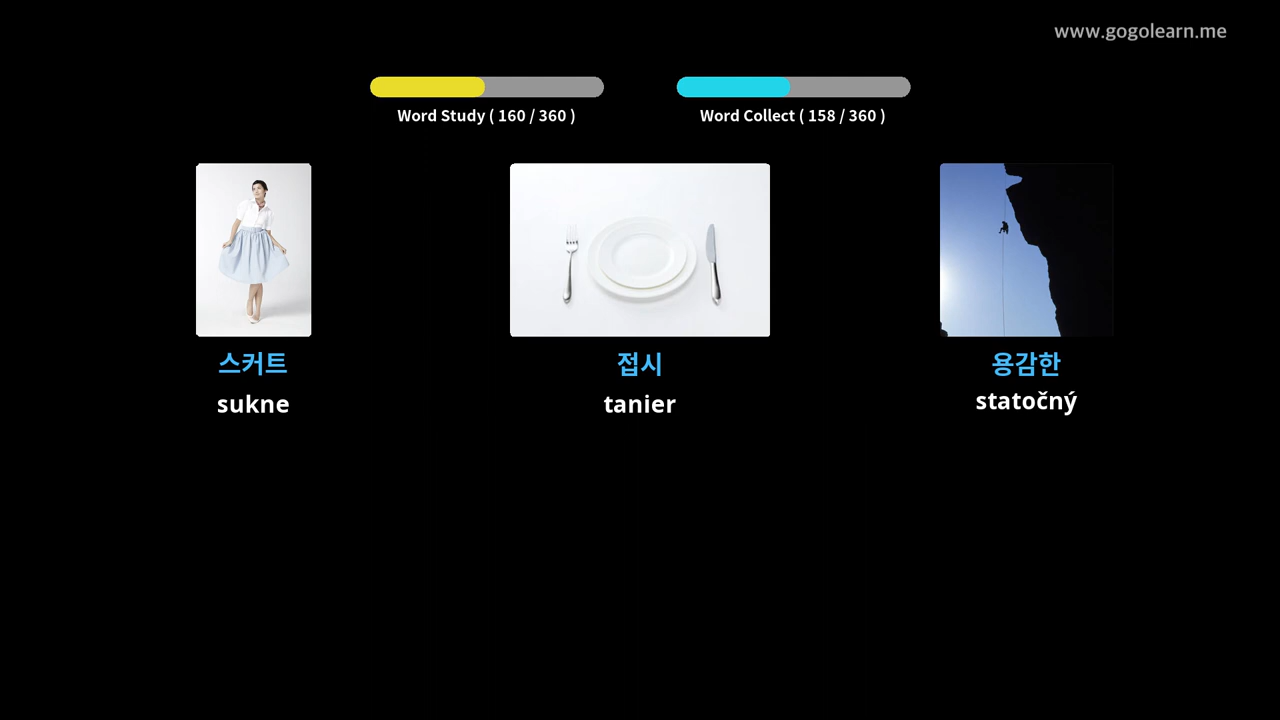 www.gogolearn.me
Word Study ( 160 / 360 )
Word Collect ( 158 / 360 )
스커트
접시
용감한
sukne
tanier
statočný